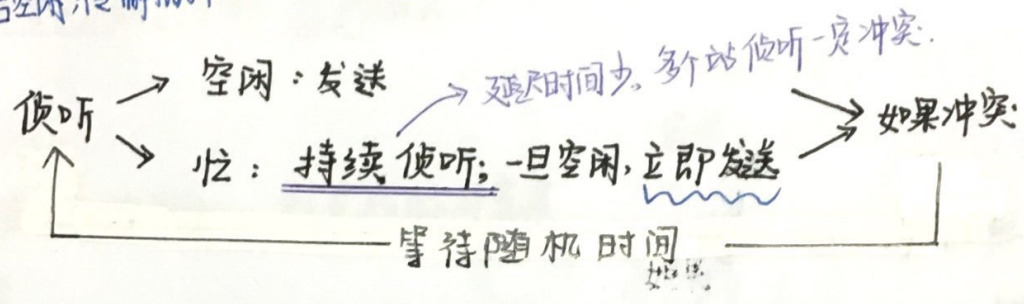 空闲：发送
延迟时间少，多个站侦听一定冲突．
侦听
如果冲突
忙：持续侦听；一旦空闲，立即发送
等待随机时间